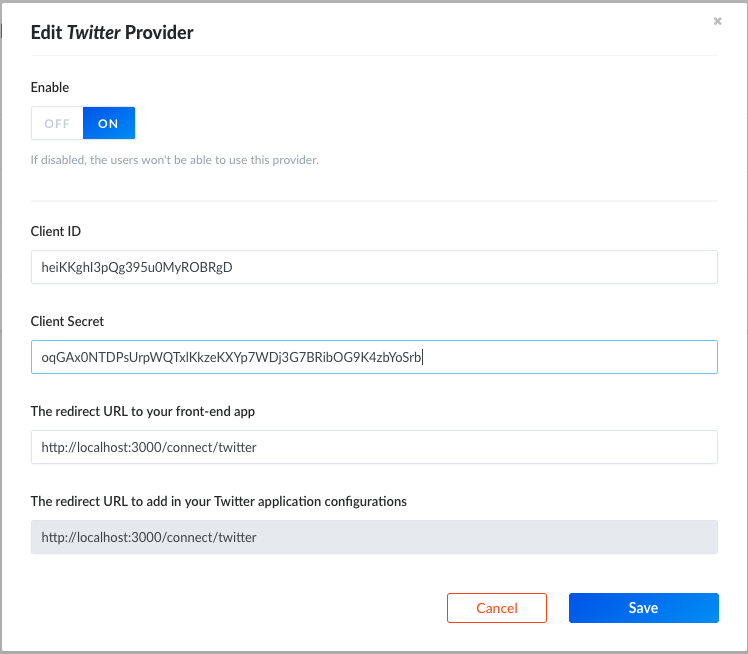 Edit Twitter Provider
×
Enable
OFF ON
If disabled, the users won't be able to use this provider.
Client ID
heiKKghI3pQg395u0MyROBRgD
Client Secret
oqGAx0NTDPsUrpWQTxlKkzeKXYp7WDj3G7BRibOG9K4zbYoSrb
The redirect URL to your front-end app
http://localhost:3000/connect/twitter
The redirect URL to add in your Twitter application configurations
http://localhost:3000/connect/twitter
Cancel Save